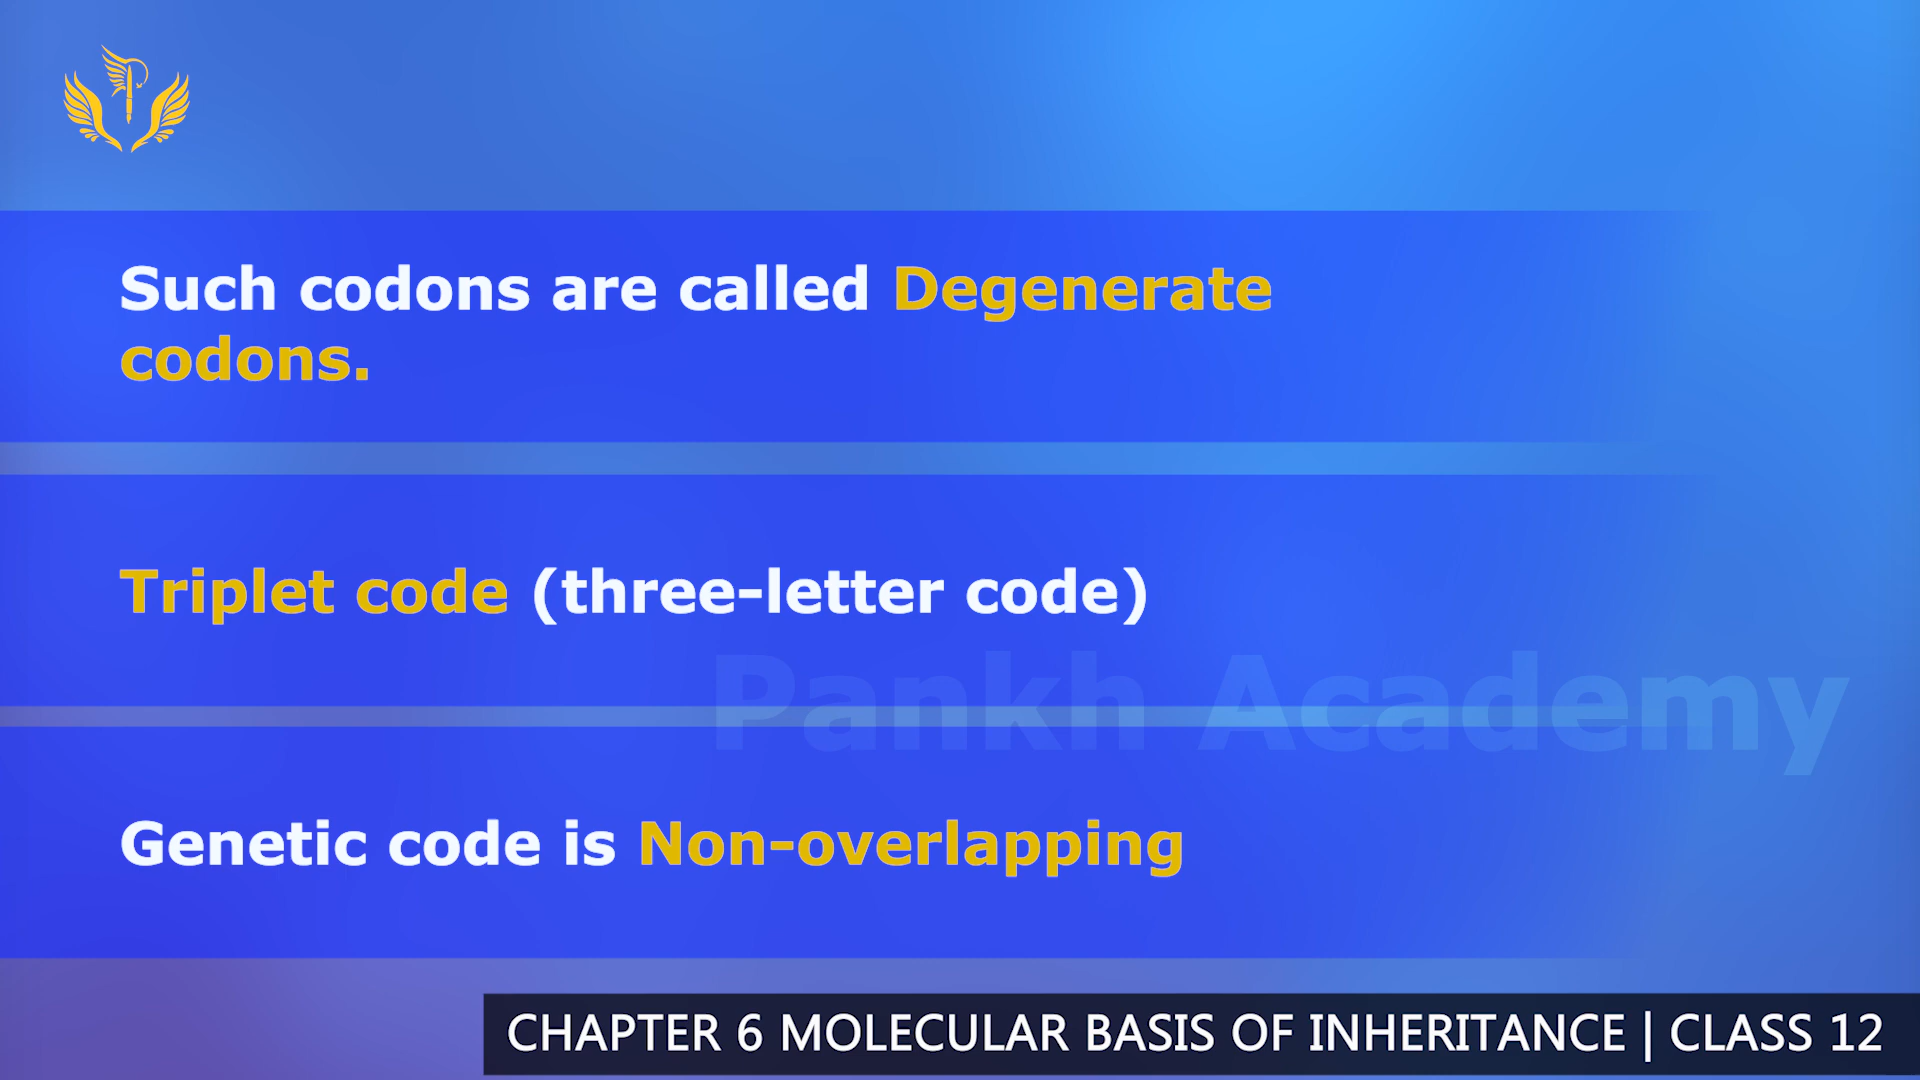 Such codons are called Degenerate
codons.
Triplet code (three-letter code)
Pankh Academy
Genetic code is Non-overlapping
CHAPTER 6 MOLECULAR BASIS OF INHERITANCE | CLASS 12